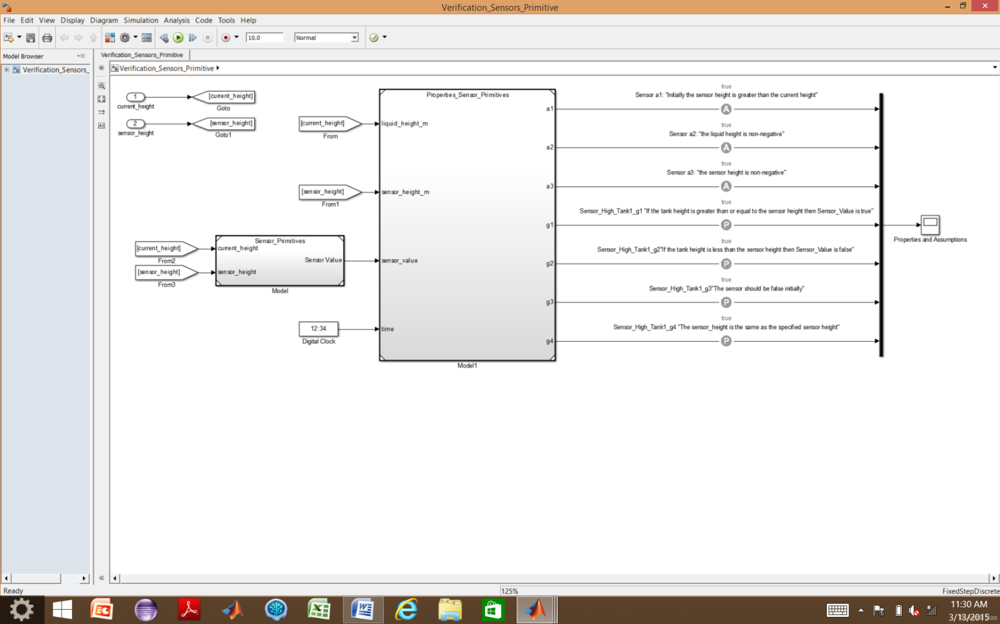 Verification_Sensors_Primitive
File Edit View Display Diagram Simulation Analysis Code Tools Help
10.0
Normal
Model Browser
Verification_Sensors_Primitive
Verification_Sensors_
Verification_Sensors_Primitive
1
current_height
[current_height]
Goto
2
sensor_height
[sensor_height]
Goto1
[current_height]
From
[sensor_height]
From1
[current_height]
From2
[sensor_height]
From3
Sensor_Primitives
current_height
Sensor Value
sensor_height
Model
12:34
Digital Clock
Properties_Sensor_Primitives
liquid_height_m
sensor_height_m
sensor_value
time
a1
a2
a3
g1
g2
g3
g4
Model1
true
Sensor a1: "Initially the sensor height is greater than the current height"
A
true
Sensor a2: "the liquid height is non-negative"
A
true
Sensor a3: "the sensor height is non-negative"
A
true
Sensor_High_Tank1_g1 "If the tank height is greater than or equal to the sensor height then Sensor_Value is true"
P
true
Sensor_High_Tank1_g2"If the tank height is less than the sensor height then Sensor_Value is false"
P
true
Sensor_High_Tank1_g3"The sensor should be false initially"
P
true
Sensor_High_Tank1_g4 "The sensor_height is the same as the specified sensor height"
P
Properties and Assumptions
Ready
125%
FixedStepDiscrete
11:30 AM
3/13/2015